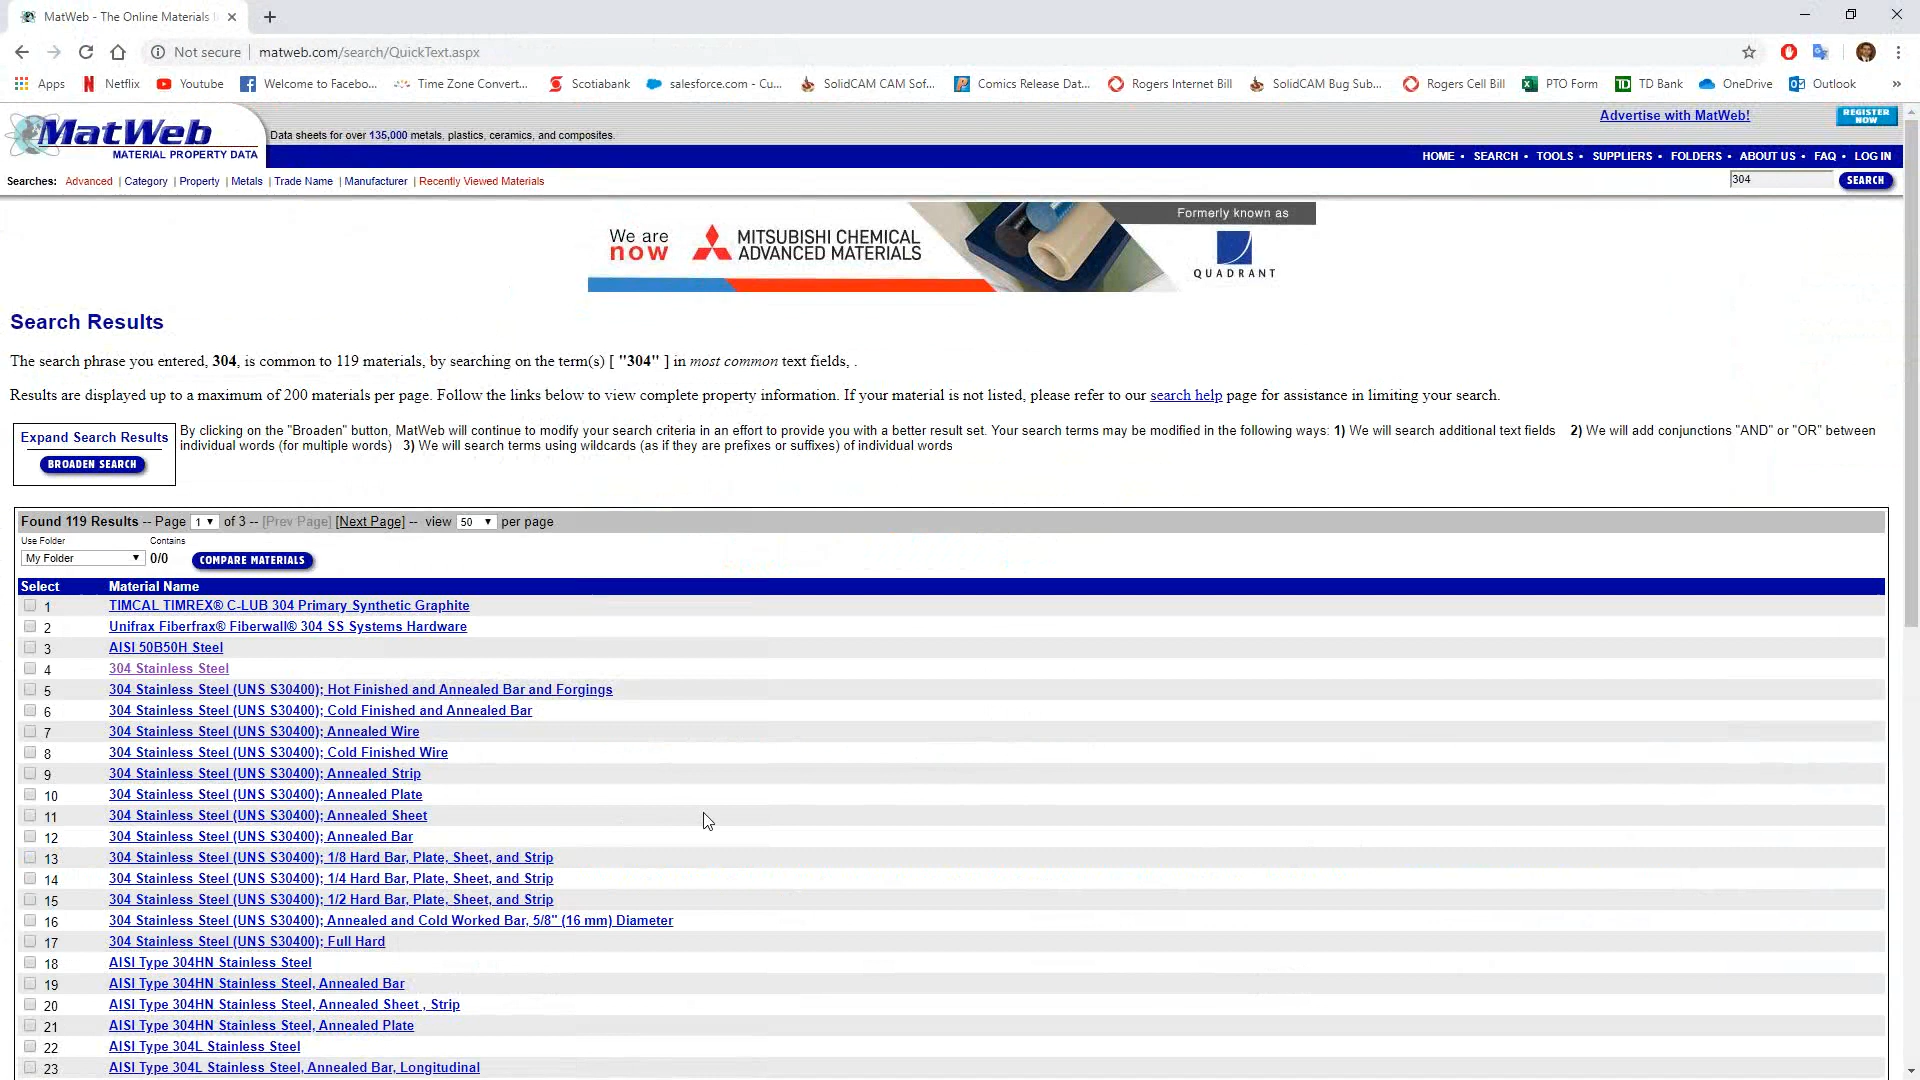 MatWeb - The Online Materials I
Not secure
matweb.com/search/QuickText.aspx
Apps
Netflix
Youtube
Welcome to Facebo...
Time Zone Convert...
Scotiabank
salesforce.com - Cu...
SolidCAM CAM Sof...
Comics Release Dat...
Rogers Internet Bill
SolidCAM Bug Sub...
Rogers Cell Bill
PTO Form
TD Bank
OneDrive
Outlook
»
MatWeb
MATERIAL PROPERTY DATA
Data sheets for over 135,000 metals, plastics, ceramics, and composites.
Advertise with MatWeb!
REGISTER
NOW
HOME • SEARCH • TOOLS • SUPPLIERS • FOLDERS • ABOUT US • FAQ • LOG IN
Searches: Advanced | Category | Property | Metals | Trade Name | Manufacturer | Recently Viewed Materials
304
SEARCH
We are
now
MITSUBISHI CHEMICAL
ADVANCED MATERIALS
Formerly known as
QUADRANT
Search Results
The search phrase you entered, 304, is common to 119 materials, by searching on the term(s) [ "304" ] in most common text fields, .
Results are displayed up to a maximum of 200 materials per page. Follow the links below to view complete property information. If your material is not listed, please refer to our search help page for assistance in limiting your search.
Expand Search Results
BROADEN SEARCH
By clicking on the "Broaden" button, MatWeb will continue to modify your search criteria in an effort to provide you with a better result set. Your search terms may be modified in the following ways: 1) We will search additional text fields 2) We will add conjunctions "AND" or "OR" between
individual words (for multiple words) 3) We will search terms using wildcards (as if they are prefixes or suffixes) of individual words
Found 119 Results -- Page 1 of 3 -- [Prev Page] [Next Page] -- view 50 per page
Use Folder Contains
My Folder 0/0 COMPARE MATERIALS
Select Material Name
1 TIMCAL TIMREX® C-LUB 304 Primary Synthetic Graphite
2 Unifrax Fiberfrax® Fiberwall® 304 SS Systems Hardware
3 AISI 50B50H Steel
4 304 Stainless Steel
5 304 Stainless Steel (UNS S30400); Hot Finished and Annealed Bar and Forgings
6 304 Stainless Steel (UNS S30400); Cold Finished and Annealed Bar
7 304 Stainless Steel (UNS S30400); Annealed Wire
8 304 Stainless Steel (UNS S30400); Cold Finished Wire
9 304 Stainless Steel (UNS S30400); Annealed Strip
10 304 Stainless Steel (UNS S30400); Annealed Plate
11 304 Stainless Steel (UNS S30400); Annealed Sheet
12 304 Stainless Steel (UNS S30400); Annealed Bar
13 304 Stainless Steel (UNS S30400); 1/8 Hard Bar, Plate, Sheet, and Strip
14 304 Stainless Steel (UNS S30400); 1/4 Hard Bar, Plate, Sheet, and Strip
15 304 Stainless Steel (UNS S30400); 1/2 Hard Bar, Plate, Sheet, and Strip
16 304 Stainless Steel (UNS S30400); Annealed and Cold Worked Bar, 5/8" (16 mm) Diameter
17 304 Stainless Steel (UNS S30400); Full Hard
18 AISI Type 304HN Stainless Steel
19 AISI Type 304HN Stainless Steel, Annealed Bar
20 AISI Type 304HN Stainless Steel, Annealed Sheet , Strip
21 AISI Type 304HN Stainless Steel, Annealed Plate
22 AISI Type 304L Stainless Steel
23 AISI Type 304L Stainless Steel, Annealed Bar, Longitudinal